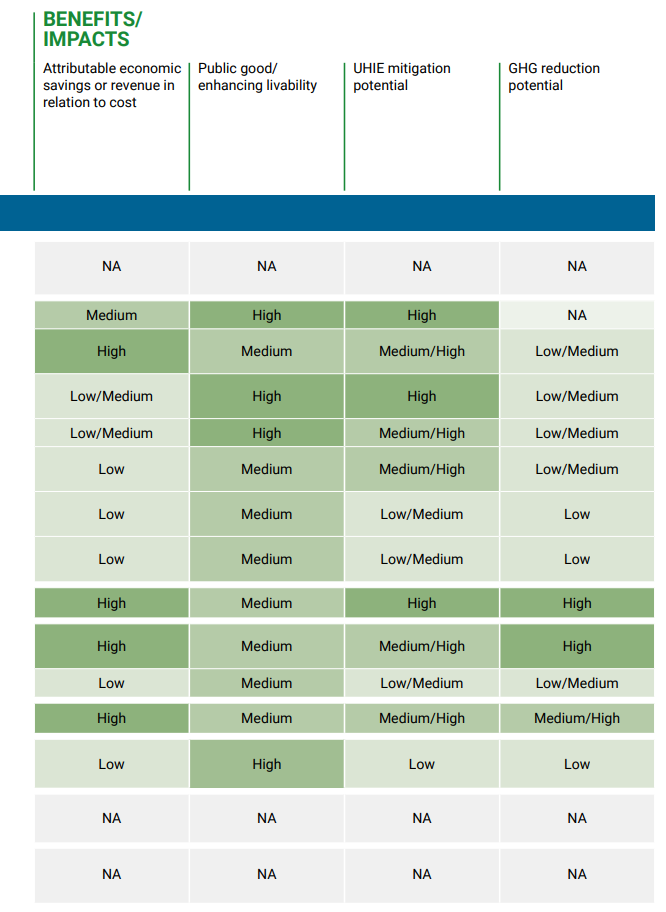 BENEFITS/
IMPACTS
Attributable economic
savings or revenue in
relation to cost
Public good/
enhancing livability
UHIE mitigation
potential
GHG reduction
potential
NA NA NA NA
Medium High High NA
High Medium Medium/High Low/Medium
Low/Medium High High Low/Medium
Low/Medium High Medium/High Low/Medium
Low Medium Medium/High Low/Medium
Low Medium Low/Medium Low
Low Medium Low/Medium Low
High Medium High High
High Medium Medium/High High
Low Medium Low/Medium Low/Medium
High Medium Medium/High Medium/High
Low High Low Low
NA NA NA NA
NA NA NA NA